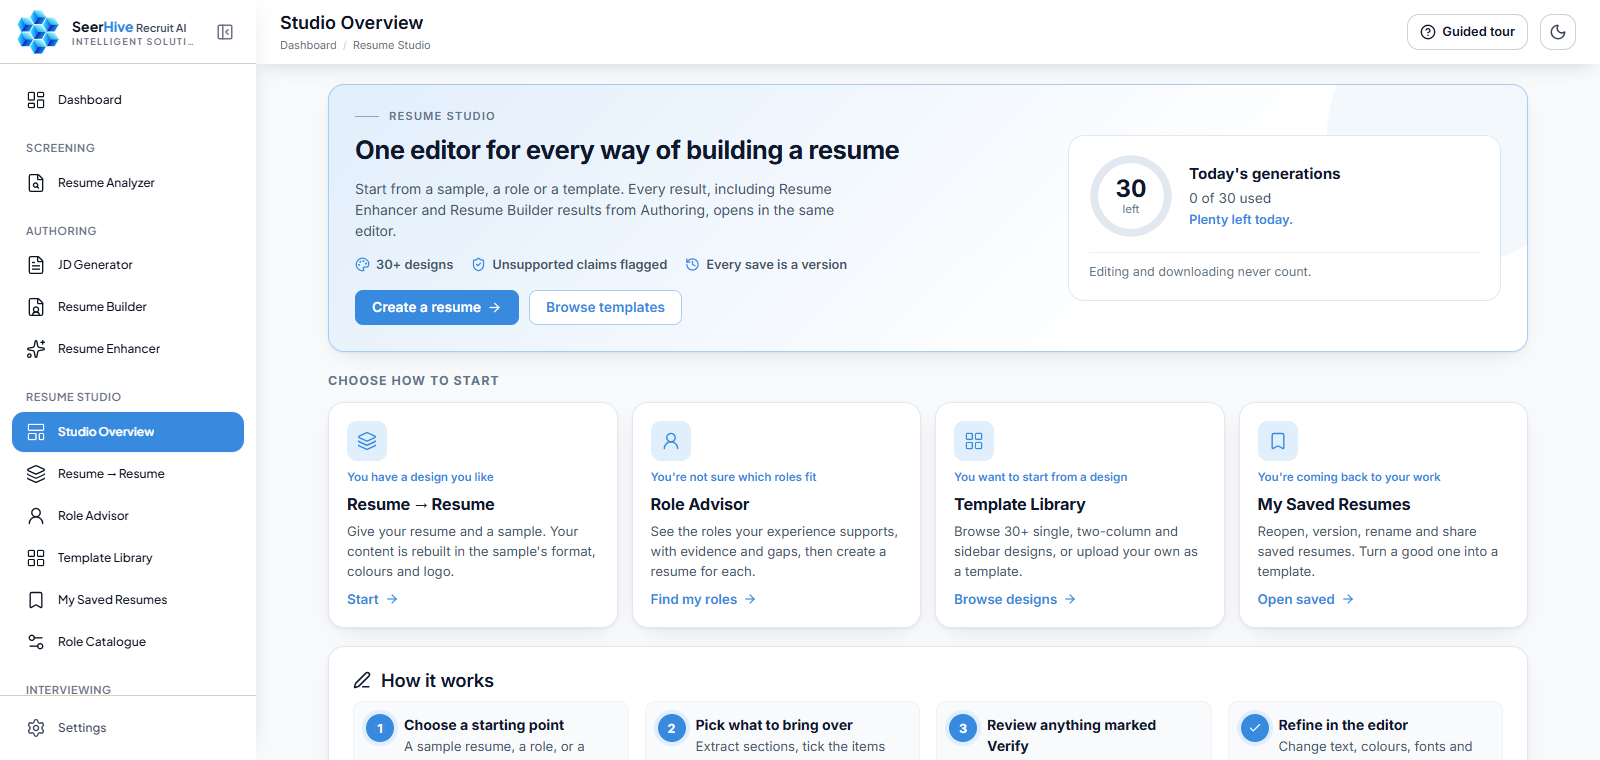 SeerHive Recruit AI
INTELLIGENT SOLUTI...
Dashboard
SCREENING
Resume Analyzer
AUTHORING
JD Generator
Resume Builder
Resume Enhancer
RESUME STUDIO
Studio Overview
Resume → Resume
Role Advisor
Template Library
My Saved Resumes
Role Catalogue
INTERVIEWING
Settings
Studio Overview
Dashboard / Resume Studio
Guided tour
RESUME STUDIO
One editor for every way of building a resume
Start from a sample, a role or a template. Every result, including Resume
Enhancer and Resume Builder results from Authoring, opens in the same
editor.
30+ designs
Unsupported claims flagged
Every save is a version
Create a resume →
Browse templates
30
left
Today's generations
0 of 30 used
Plenty left today.
Editing and downloading never count.
CHOOSE HOW TO START
You have a design you like
Resume → Resume
Give your resume and a sample. Your
content is rebuilt in the sample's format,
colours and logo.
Start →
You're not sure which roles fit
Role Advisor
See the roles your experience supports,
with evidence and gaps, then create a
resume for each.
Find my roles →
You want to start from a design
Template Library
Browse 30+ single, two-column and
sidebar designs, or upload your own as
a template.
Browse designs →
You're coming back to your work
My Saved Resumes
Reopen, version, rename and share
saved resumes. Turn a good one into a
template.
Open saved →
How it works
1
Choose a starting point
A sample resume, a role, or a
2
Pick what to bring over
Extract sections, tick the items
3
Review anything marked
Verify
Refine in the editor
Change text, colours, fonts and